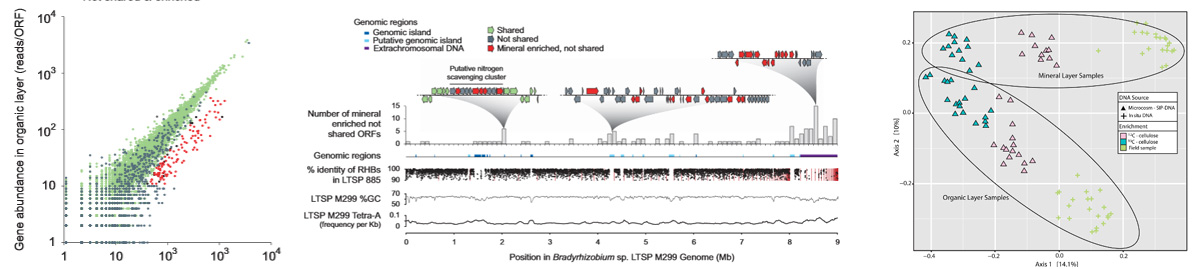 Not shared & enriched
Gene abundance in organic layer (reads/ORF)
10⁴
10³
10²
10
1
1
10
10²
10³
10⁴
Genomic regions
Genomic island
Putative genomic island
Extrachromosomal DNA
Shared
Not shared
Mineral enriched, not shared
Putative nitrogen
scavenging cluster
Number of mineral
enriched not
shared ORFs
15
10
5
0
Genomic regions
% identity of RHBs
in LTSP 885
100
90
LTSP M299 %GC
70
50
LTSP M299 Tetra-A
(frequency per Kb)
0.1
0
0
1
2
3
4
5
6
7
8
9
Position in Bradyrhizobium sp. LTSP M299 Genome (Mb)
Mineral Layer Samples
Organic Layer Samples
DNA Source
Microcosm - SIP-DNA
In situ DNA
Enrichment
¹³C - cellulose
Field sample
Axis 2 [10%]
0.2
0.0
−0.2
−0.4
−0.2
0.0
0.2
Axis 1 [14.1%]